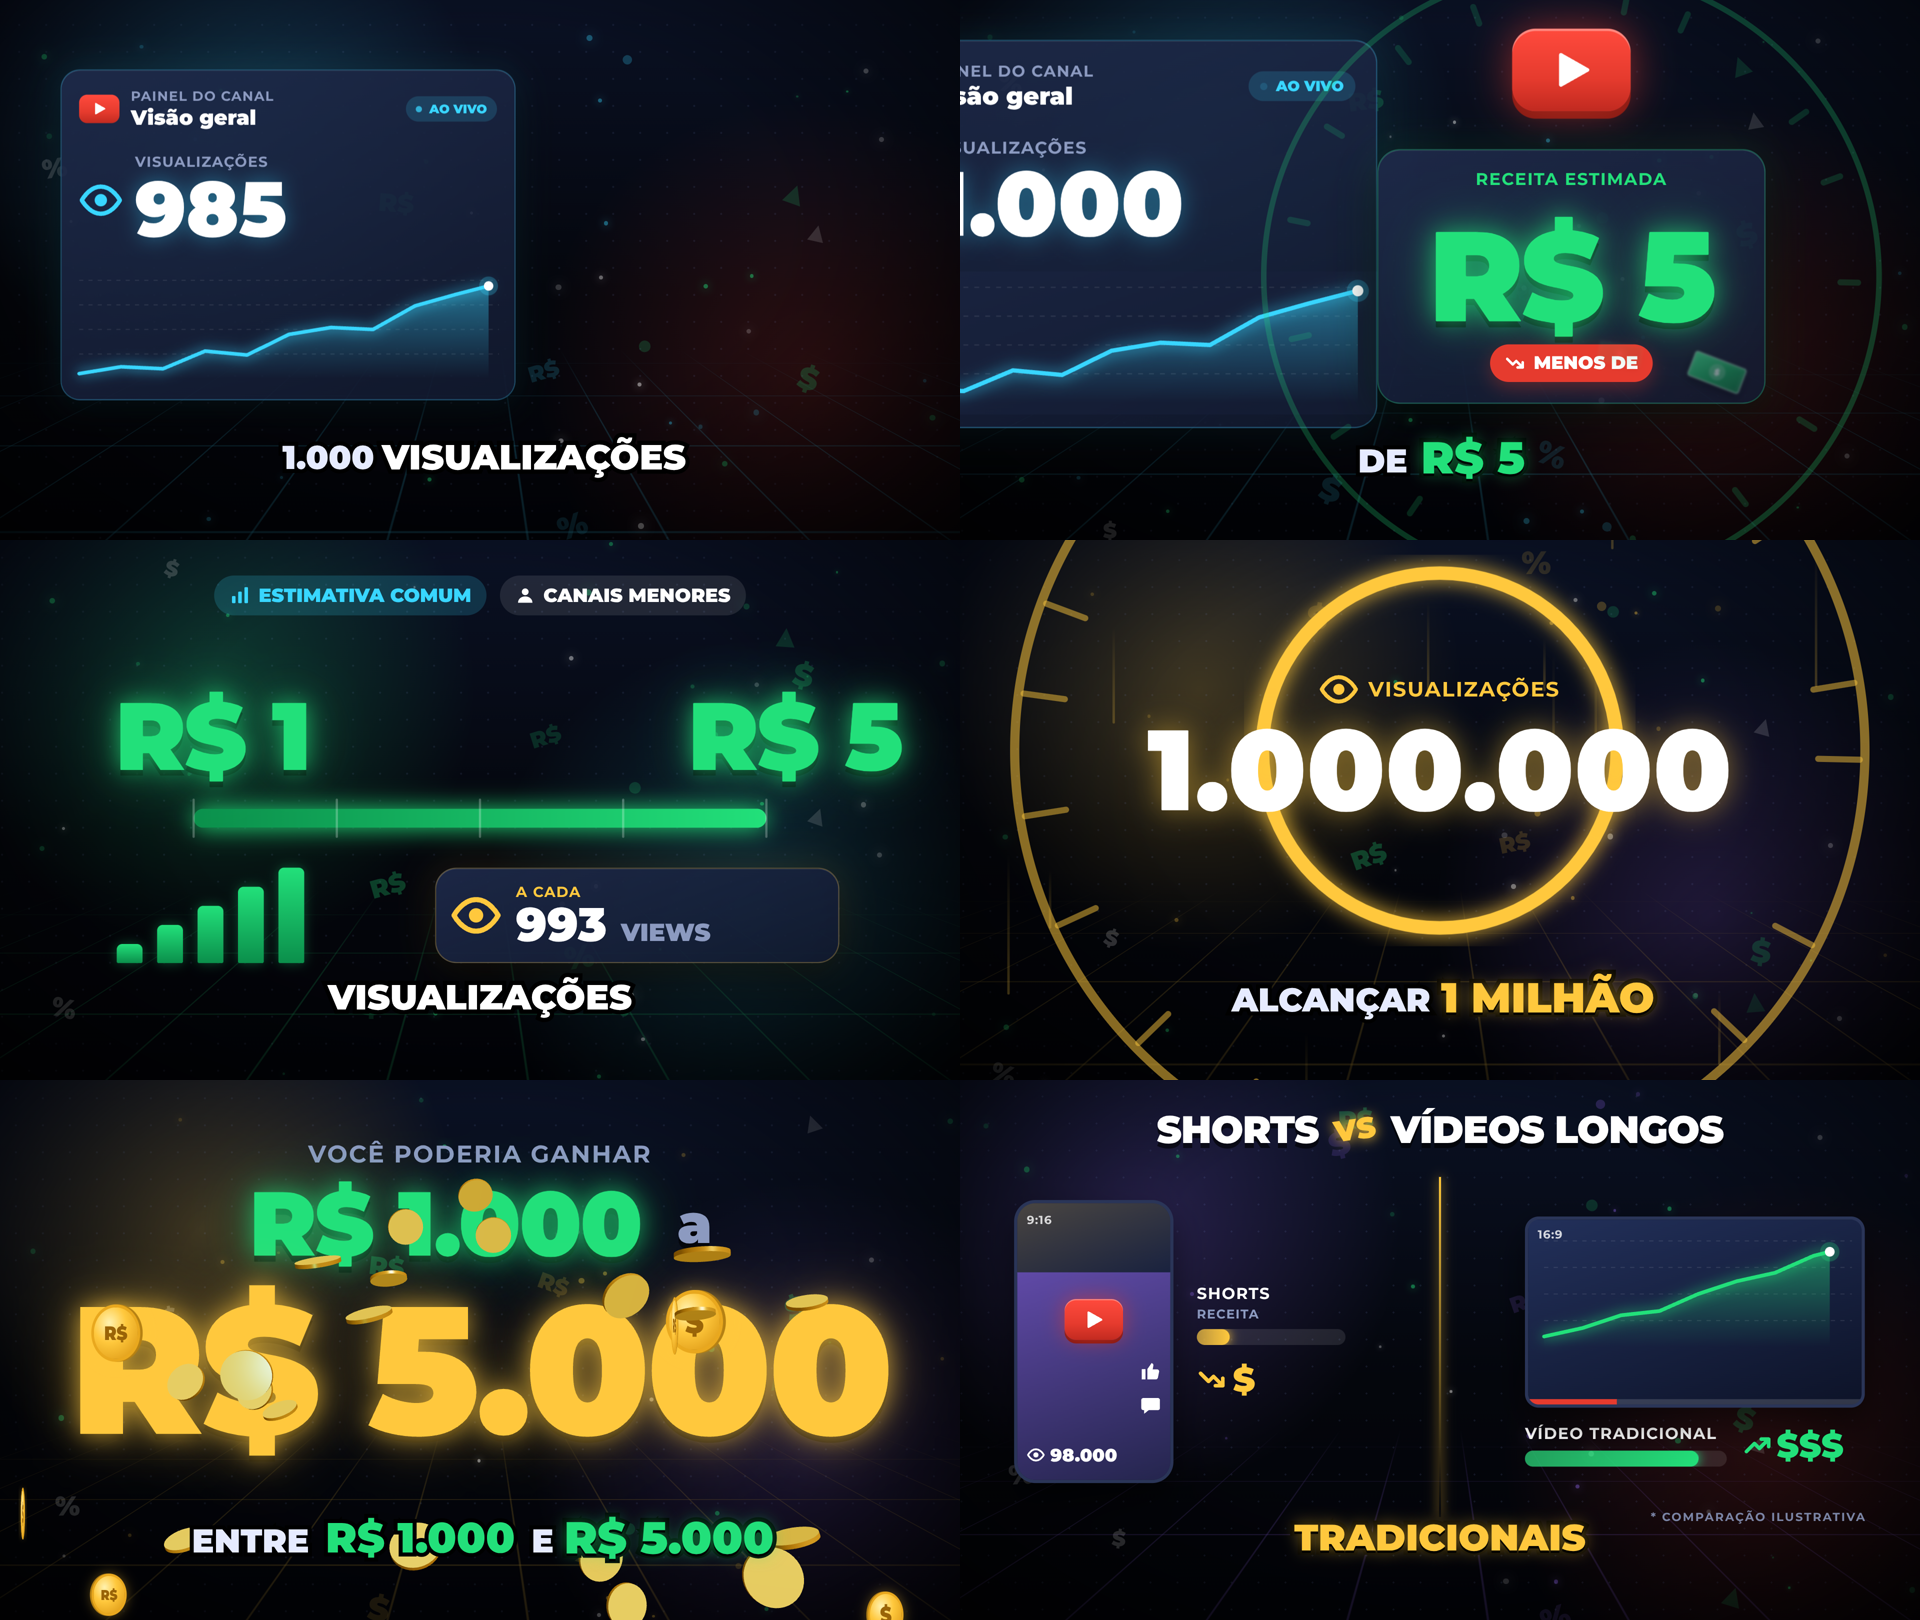 PAINEL DO CANAL
Visão geral
AO VIVO
VISUALIZAÇÕES
985
1.000 VISUALIZAÇÕES
NEL DO CANAL
são geral
AO VIVO
UALIZAÇÕES
.000
RECEITA ESTIMADA
R$ 5
MENOS DE
DE R$ 5
ESTIMATIVA COMUM
CANAIS MENORES
R$ 1
R$ 5
A CADA
993 VIEWS
VISUALIZAÇÕES
VISUALIZAÇÕES
1.000.000
ALCANÇAR 1 MILHÃO
VOCÊ PODERIA GANHAR
R$ 1.000 a
R$ 5.000
ENTRE R$ 1.000 E R$ 5.000
SHORTS VS VÍDEOS LONGOS
9:16
98.000
SHORTS
RECEITA
$
16:9
VÍDEO TRADICIONAL
$$$
* COMPARAÇÃO ILUSTRATIVA
TRADICIONAIS